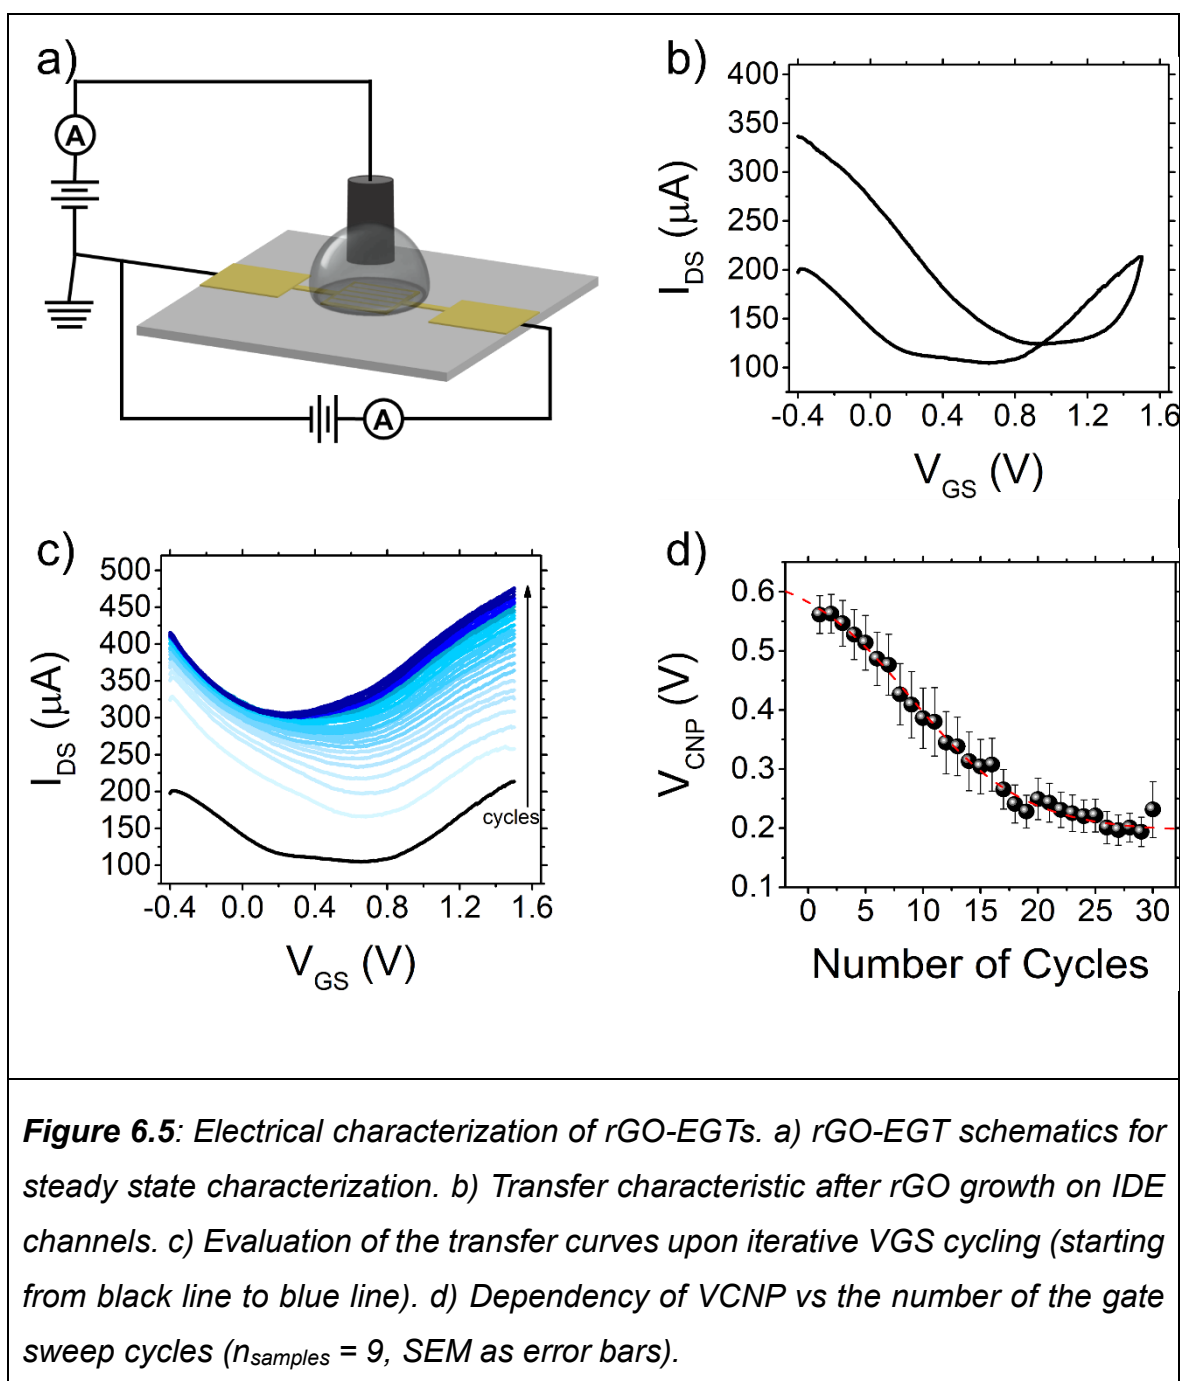 a)
A
A
b)
400
350
300
250
200
150
100
I_DS (µA)
-0.4 0.0 0.4 0.8 1.2 1.6
V_GS (V)
c)
500
450
400
350
300
250
200
150
100
I_DS (µA)
cycles
-0.4 0.0 0.4 0.8 1.2 1.6
V_GS (V)
d)
0.6
0.5
0.4
0.3
0.2
0.1
V_CNP (V)
0 5 10 15 20 25 30
Number of Cycles
Figure 6.5: Electrical characterization of rGO-EGTs. a) rGO-EGT schematics for
steady state characterization. b) Transfer characteristic after rGO growth on IDE
channels. c) Evaluation of the transfer curves upon iterative VGS cycling (starting
from black line to blue line). d) Dependency of VCNP vs the number of the gate
sweep cycles (n_samples = 9, SEM as error bars).